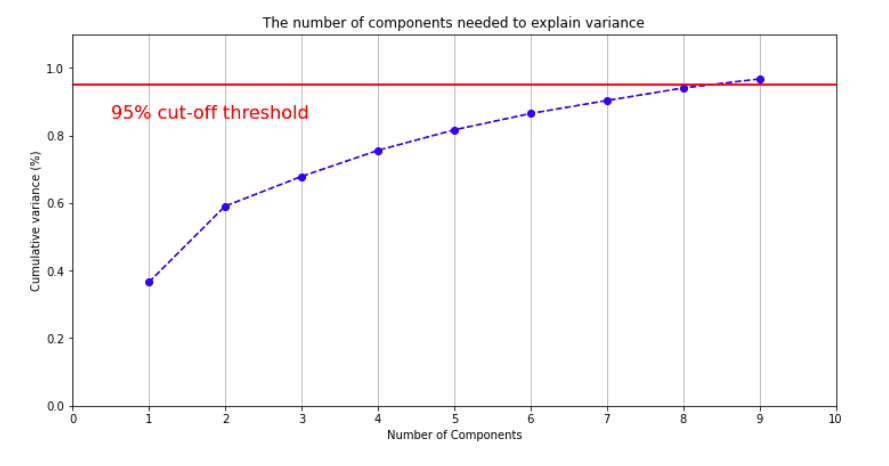 The number of components needed to explain variance
1.0
95% cut-off threshold
0.8
0.6
0.4
0.2
0.0
Cumulative variance (%)
0 1 2 3 4 5 6 7 8 9 10
Number of Components